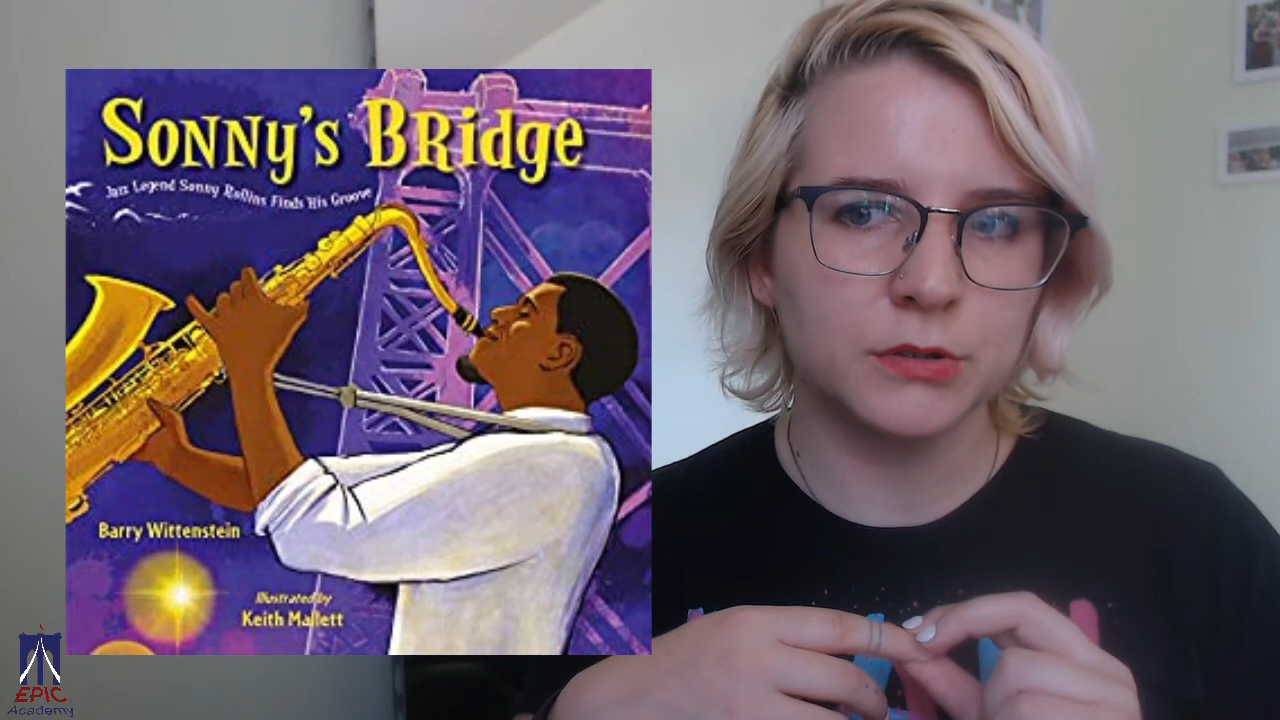 Sonny's Bridge
Jazz Legend Sonny Rollins Finds His Groove
Barry Wittenstein
Illustrated by
Keith Mallett
EPIC
Academy